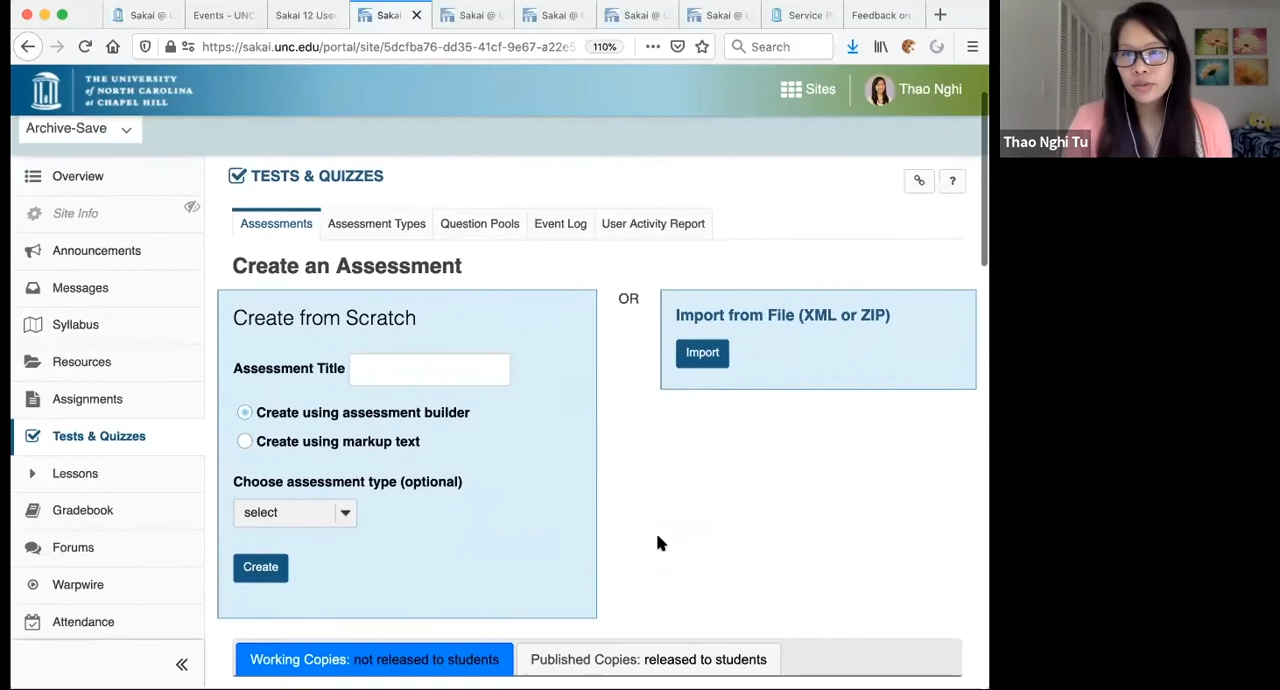 Sakai @ U
Events - UNC
Sakai 12 User
Sakai
Sakai @ U
Sakai @ U
Sakai @ U
Sakai @ U
Service P
Feedback on
https://sakai.unc.edu/portal/site/5dcfba76-dd35-41cf-9e67-a22e5
110%
Search
THE UNIVERSITY
of NORTH CAROLINA
at CHAPEL HILL
Sites
Thao Nghi
Thao Nghi Tu
Archive-Save
Overview
Site Info
Announcements
Messages
Syllabus
Resources
Assignments
Tests & Quizzes
Lessons
Gradebook
Forums
Warpwire
Attendance
TESTS & QUIZZES
?
Assessments
Assessment Types
Question Pools
Event Log
User Activity Report
Create an Assessment
Create from Scratch
Assessment Title
Create using assessment builder
Create using markup text
Choose assessment type (optional)
select
Create
OR
Import from File (XML or ZIP)
Import
Working Copies: not released to students
Published Copies: released to students